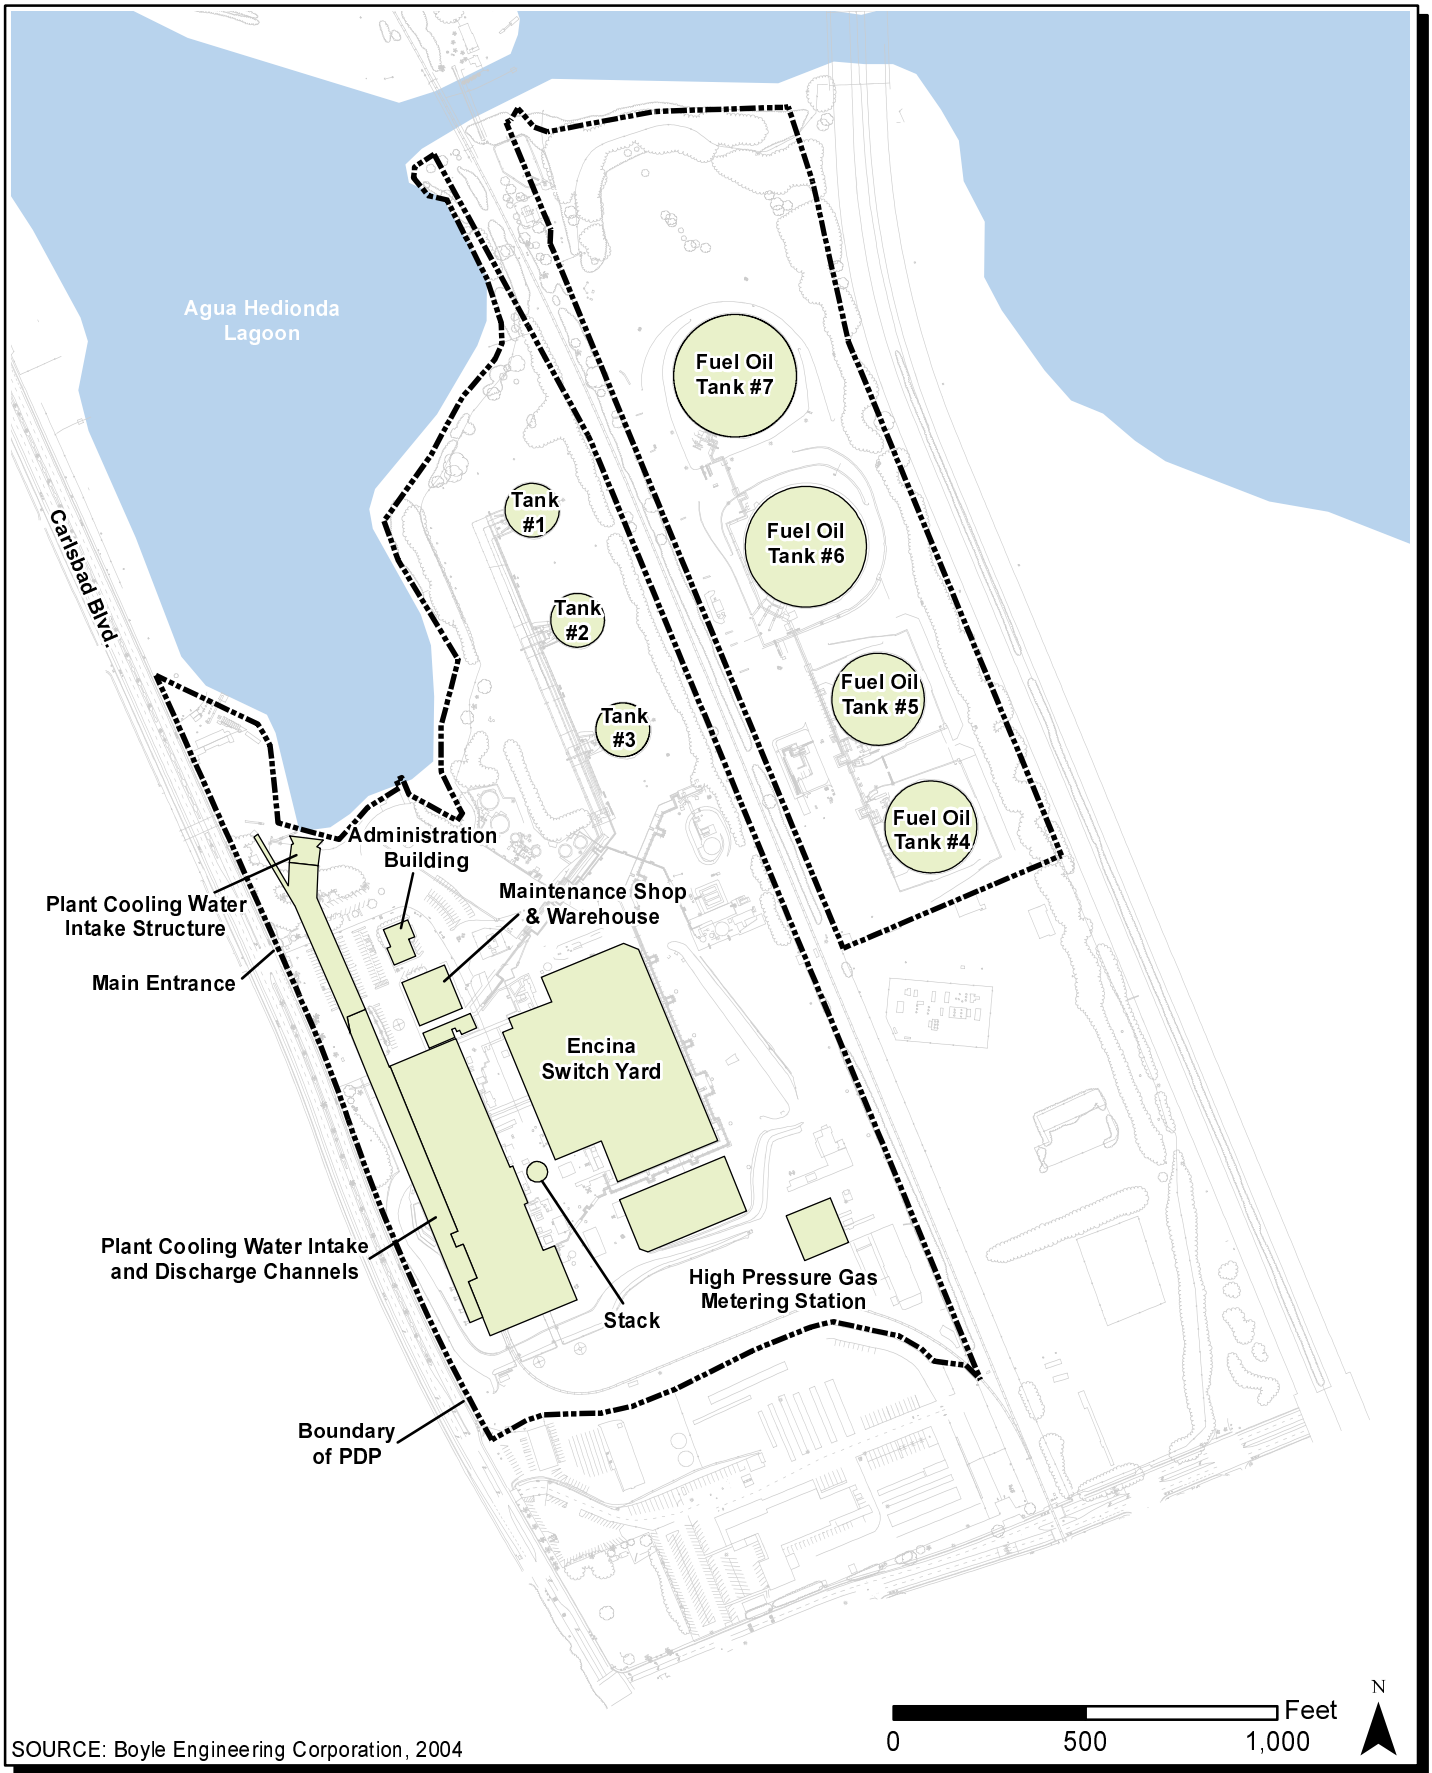 Agua Hedionda
Lagoon
Fuel Oil
Tank #7
Tank
#1
Fuel Oil
Tank #6
Carlsbad Blvd.
Tank
#2
Fuel Oil
Tank #5
Tank
#3
Fuel Oil
Tank #4
Administration
Building
Maintenance Shop
& Warehouse
Plant Cooling Water
Intake Structure
Main Entrance
Encina
Switch Yard
Plant Cooling Water Intake
and Discharge Channels
High Pressure Gas
Metering Station
Stack
Boundary
of PDP
N
Feet
0 500 1,000
SOURCE: Boyle Engineering Corporation, 2004